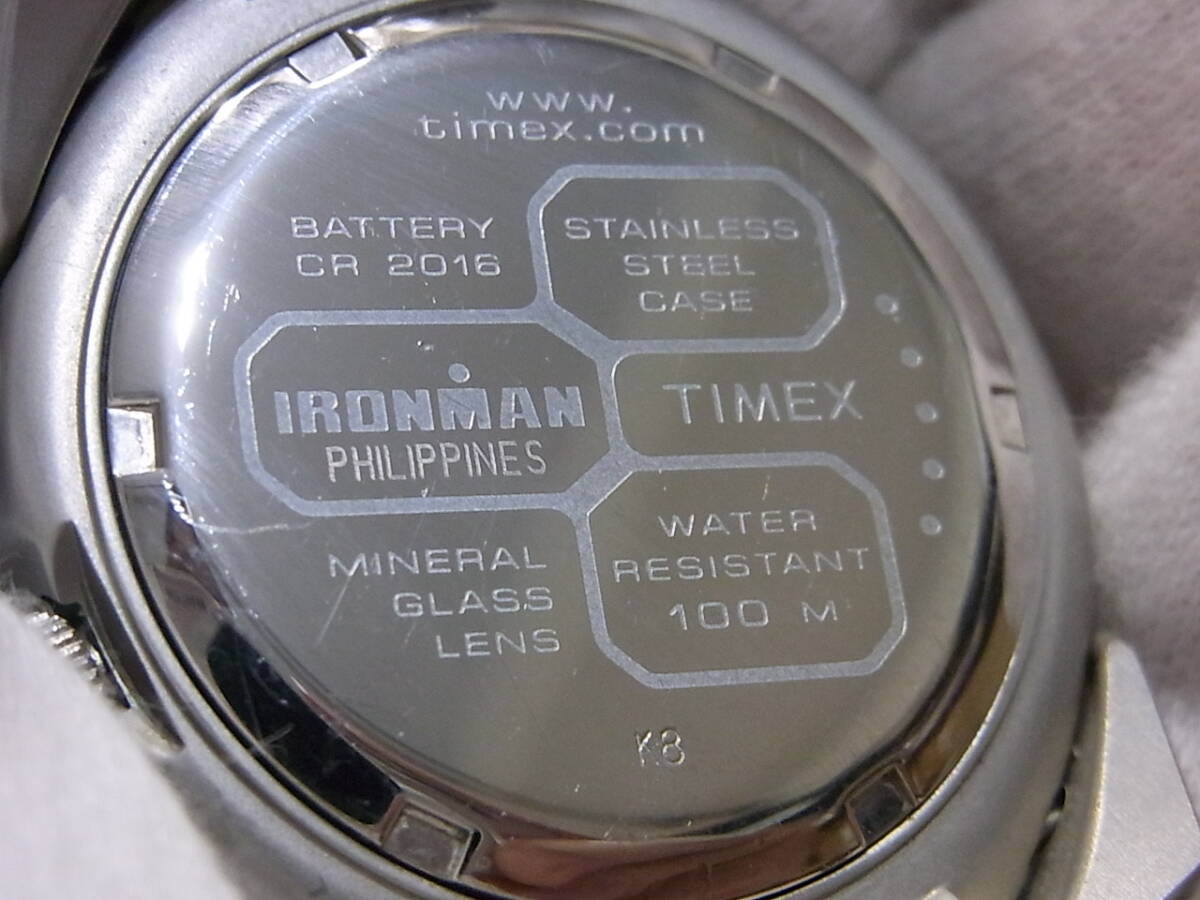 www.
timex.com
BATTERY
CR 2016
STAINLESS
STEEL
CASE
IRONMAN
PHILIPPINES
TIMEX
MINERAL
GLASS
LENS
WATER
RESISTANT
100 M
K8